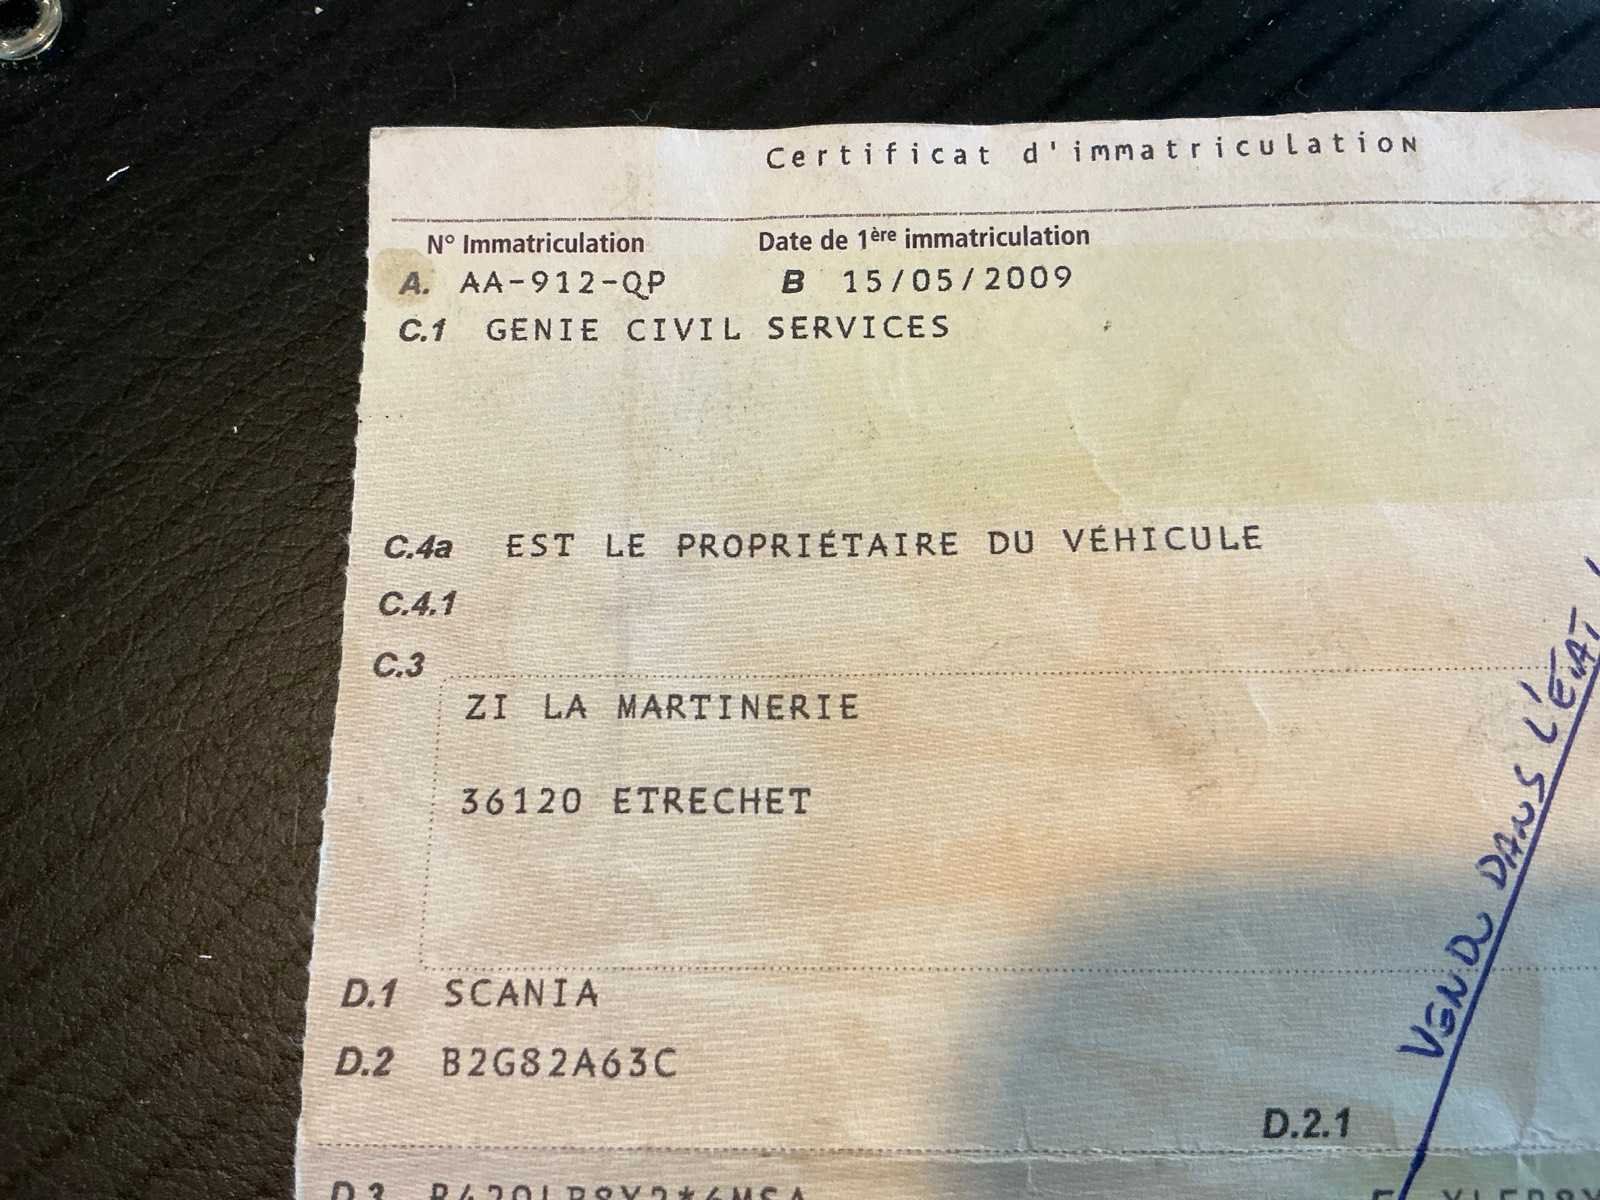 Certificat d'immatriculation
N° Immatriculation Date de 1ère immatriculation
A. AA-912-QP B 15/05/2009
C.1 GENIE CIVIL SERVICES
C.4a EST LE PROPRIÉTAIRE DU VÉHICULE
C.4.1
C.3
ZI LA MARTINERIE
36120 ETRECHET
D.1 SCANIA
D.2 B2G82A63C
D.2.1
D.3
VENDU DANS L'ÉTAT